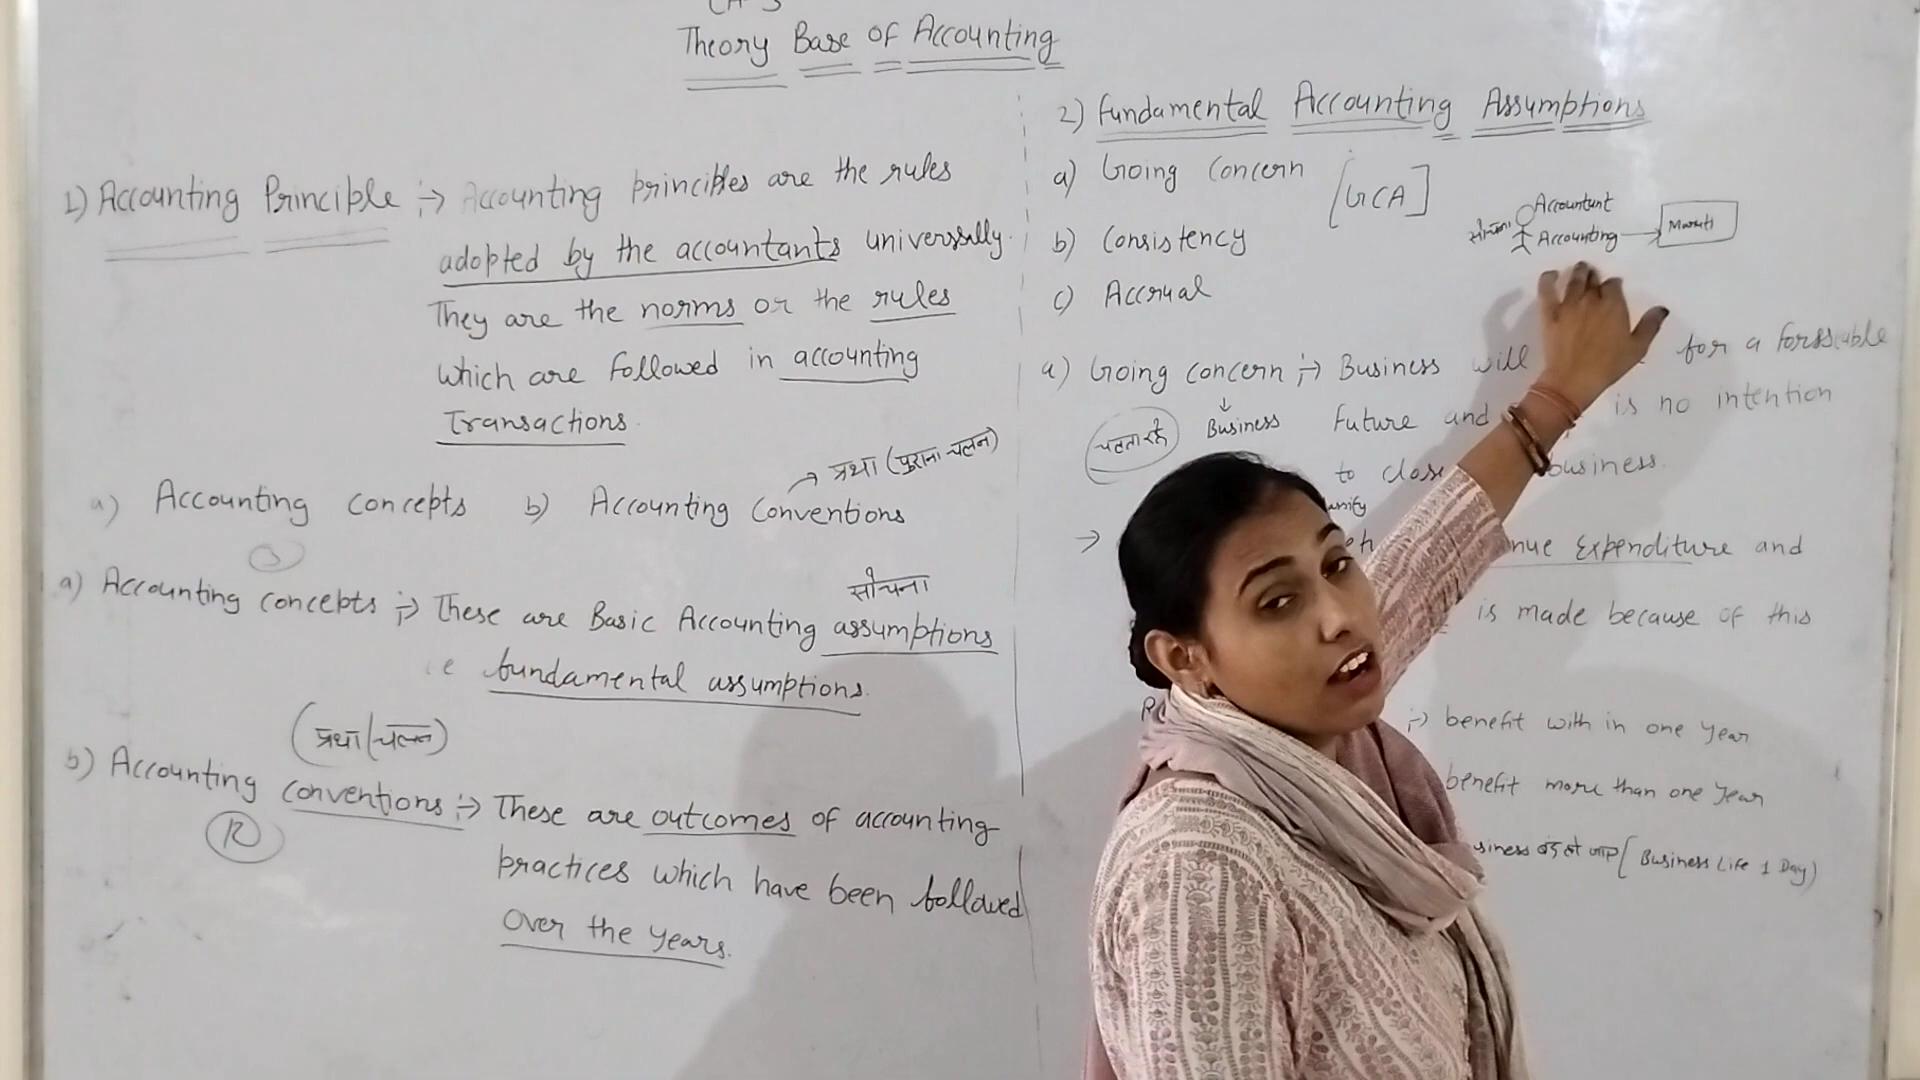 Theory Base of Accounting
1) Accounting Principle :-> Accounting principles are the rules
adopted by the accountants universally.
They are the norms or the rules
which are followed in accounting
Transactions.
a) Accounting concepts b) Accounting Conventions -> प्रथा (पुराना चलन)
a) Accounting concepts :-> These are Basic Accounting assumptions
सोचना
i.e fundamental assumptions.
(प्रथा/चलन)
b) Accounting conventions :-> These are outcomes of accounting
practices which have been followed
over the years.
2) Fundamental Accounting Assumptions
a) Going Concern [GCA]
b) Consistency
c) Accrual
सोचना Accountant
Accounting -> Maruti
a) Going concern :-> Business will for a forseeable
चलता रहे Business Future and is no intention
to close business.
-> nue Expenditure and
is made because of this
:-) benefit with in one year
benefit more than one year
siness बंद हो जाए (Business Life 1 Day)